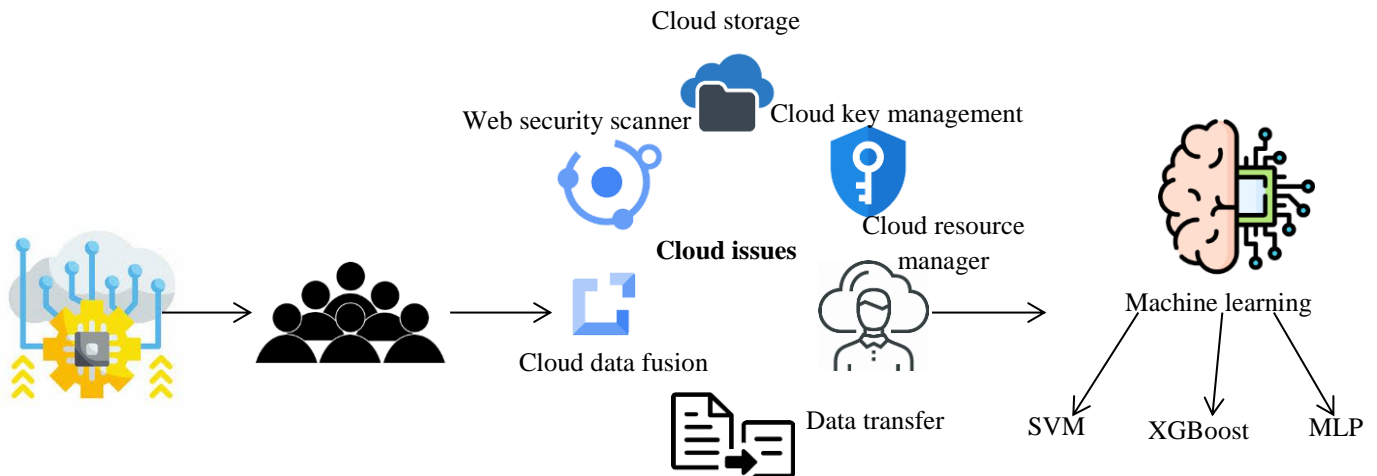 Cloud storage
Web security scanner
Cloud key management
Cloud issues
Cloud resource
manager
Cloud data fusion
Data transfer
Machine learning
SVM
XGBoost
MLP